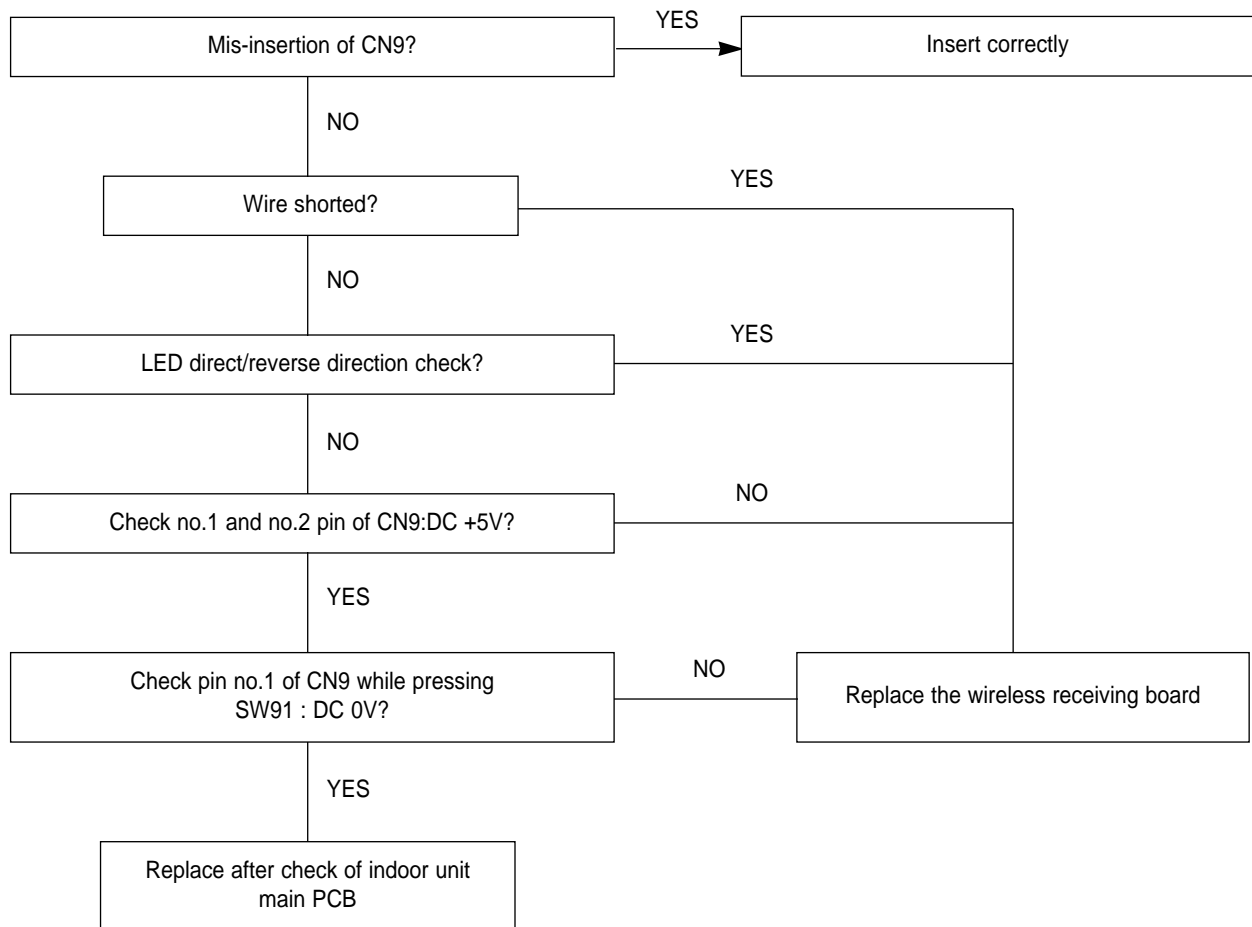 YES
Mis-insertion of CN9?
Insert correctly
NO
YES
Wire shorted?
NO
YES
LED direct/reverse direction check?
NO
NO
Check no.1 and no.2 pin of CN9:DC +5V?
YES
NO
Check pin no.1 of CN9 while pressing
SW91 : DC 0V?
Replace the wireless receiving board
YES
Replace after check of indoor unit
main PCB